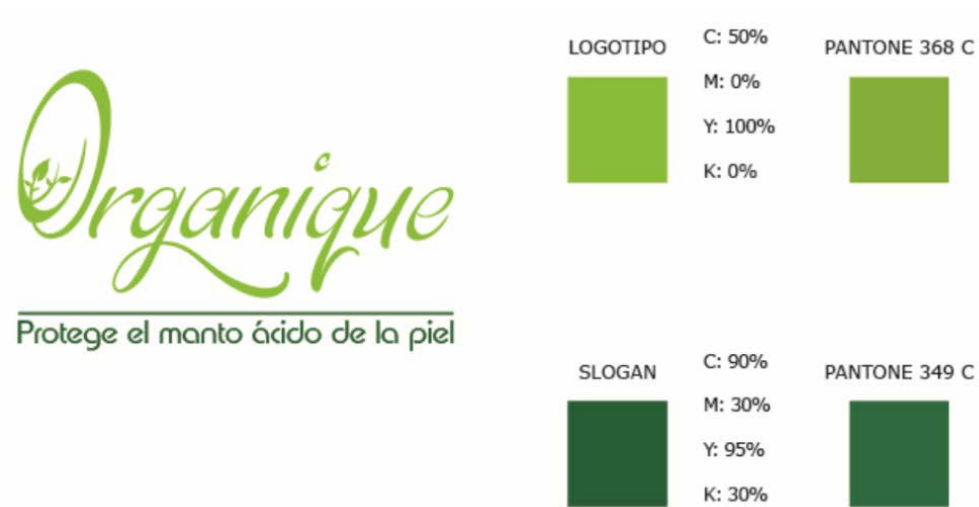 Organique
Protege el manto ácido de la piel
LOGOTIPO
C: 50%
M: 0%
Y: 100%
K: 0%
PANTONE 368 C
SLOGAN
C: 90%
M: 30%
Y: 95%
K: 30%
PANTONE 349 C